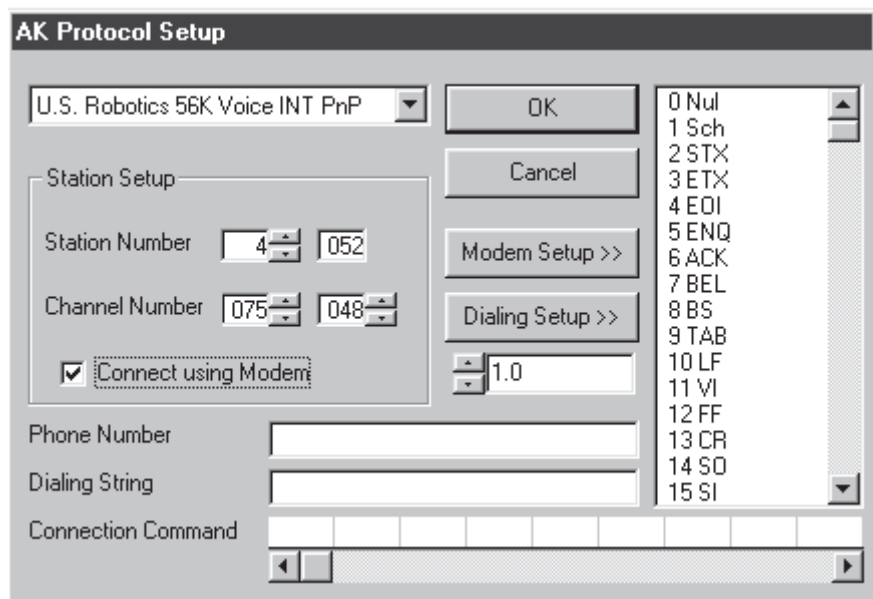 AK Protocol Setup
U.S. Robotics 56K Voice INT PnP
OK
Cancel
Station Setup
Station Number 4 052
Channel Number 075 048
Connect using Modem
Modem Setup >>
Dialing Setup >>
1.0
Phone Number
Dialing String
Connection Command
0 Nul
1 Sch
2 STX
3 ETX
4 EOI
5 ENQ
6 ACK
7 BEL
8 BS
9 TAB
10 LF
11 VI
12 FF
13 CR
14 SO
15 SI